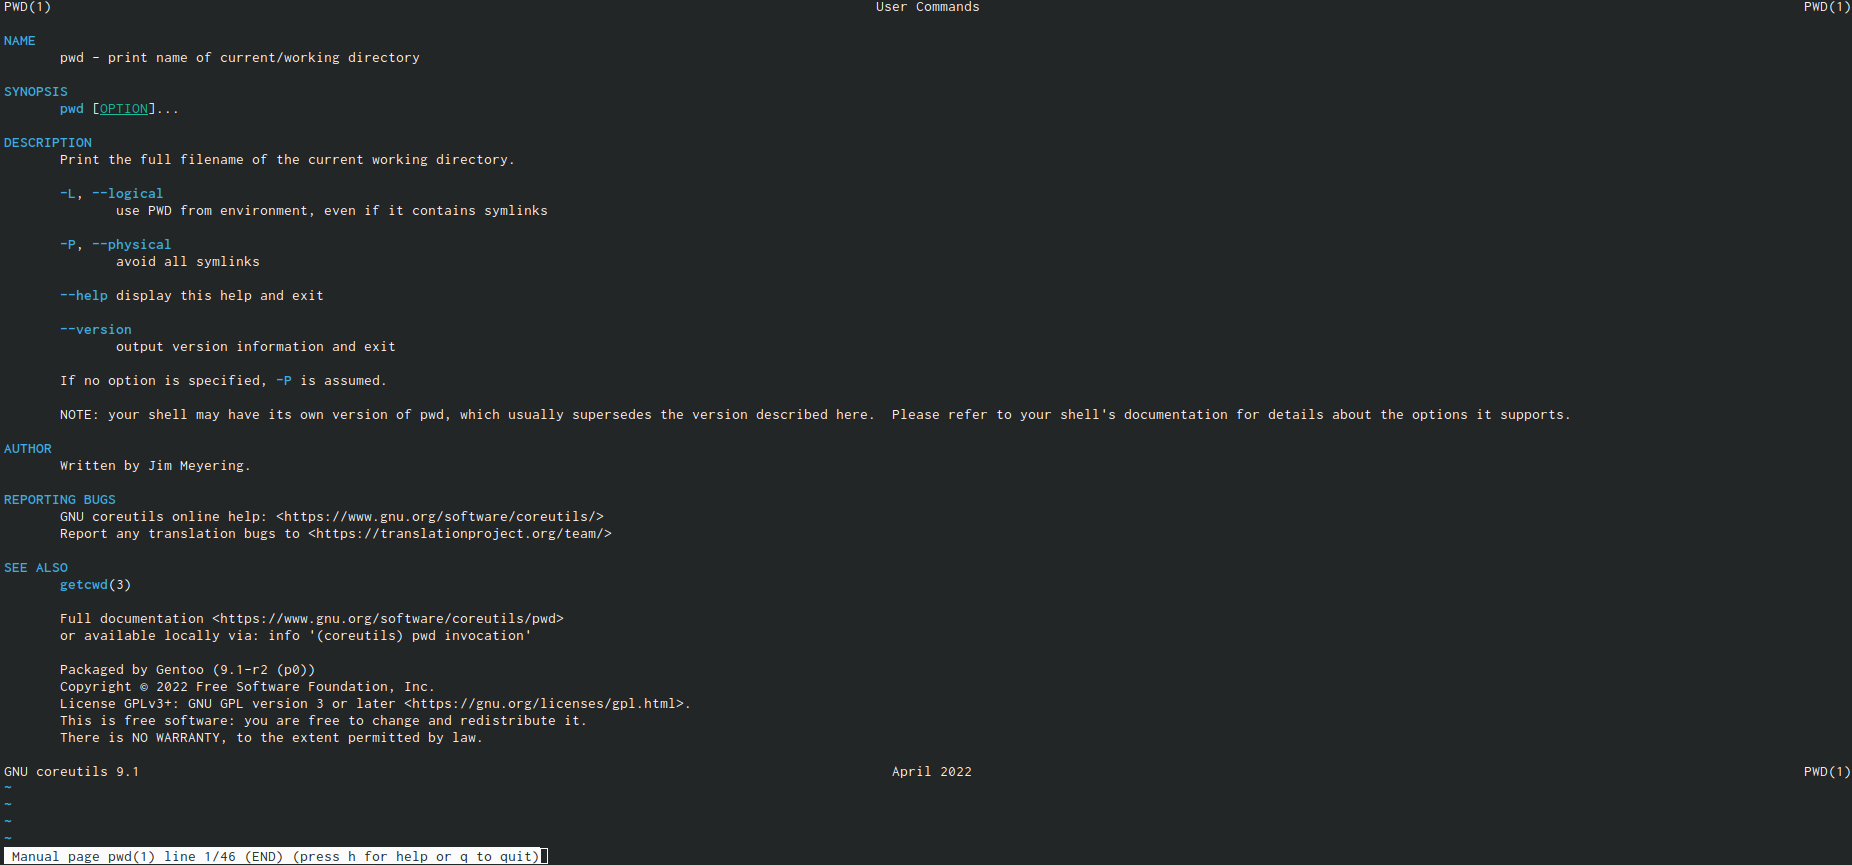 PWD(1) User Commands PWD(1)
NAME
pwd - print name of current/working directory
SYNOPSIS
pwd [OPTION]...
DESCRIPTION
Print the full filename of the current working directory.
-L, --logical
use PWD from environment, even if it contains symlinks
-P, --physical
avoid all symlinks
--help display this help and exit
--version
output version information and exit
If no option is specified, -P is assumed.
NOTE: your shell may have its own version of pwd, which usually supersedes the version described here.  Please refer to your shell's documentation for details about the options it supports.
AUTHOR
Written by Jim Meyering.
REPORTING BUGS
GNU coreutils online help: <https://www.gnu.org/software/coreutils/>
Report any translation bugs to <https://translationproject.org/team/>
SEE ALSO
getcwd(3)
Full documentation <https://www.gnu.org/software/coreutils/pwd>
or available locally via: info '(coreutils) pwd invocation'
Packaged by Gentoo (9.1-r2 (p0))
Copyright © 2022 Free Software Foundation, Inc.
License GPLv3+: GNU GPL version 3 or later <https://gnu.org/licenses/gpl.html>.
This is free software: you are free to change and redistribute it.
There is NO WARRANTY, to the extent permitted by law.
GNU coreutils 9.1 April 2022 PWD(1)
~
~
~
~
Manual page pwd(1) line 1/46 (END) (press h for help or q to quit)